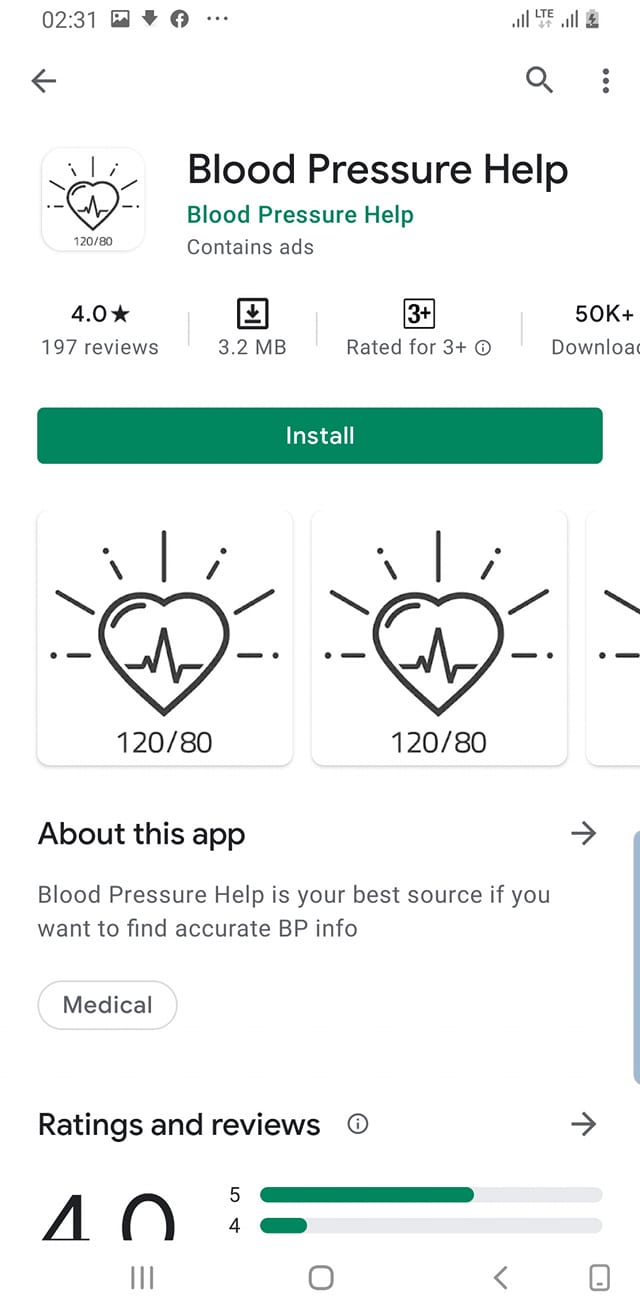 02:31
LTE
Blood Pressure Help
Blood Pressure Help
Contains ads
120/80
4.0★
197 reviews
3.2 MB
3+
Rated for 3+
50K+
Downloa
Install
120/80
120/80
About this app
Blood Pressure Help is your best source if you
want to find accurate BP info
Medical
Ratings and reviews
4.0
5
4